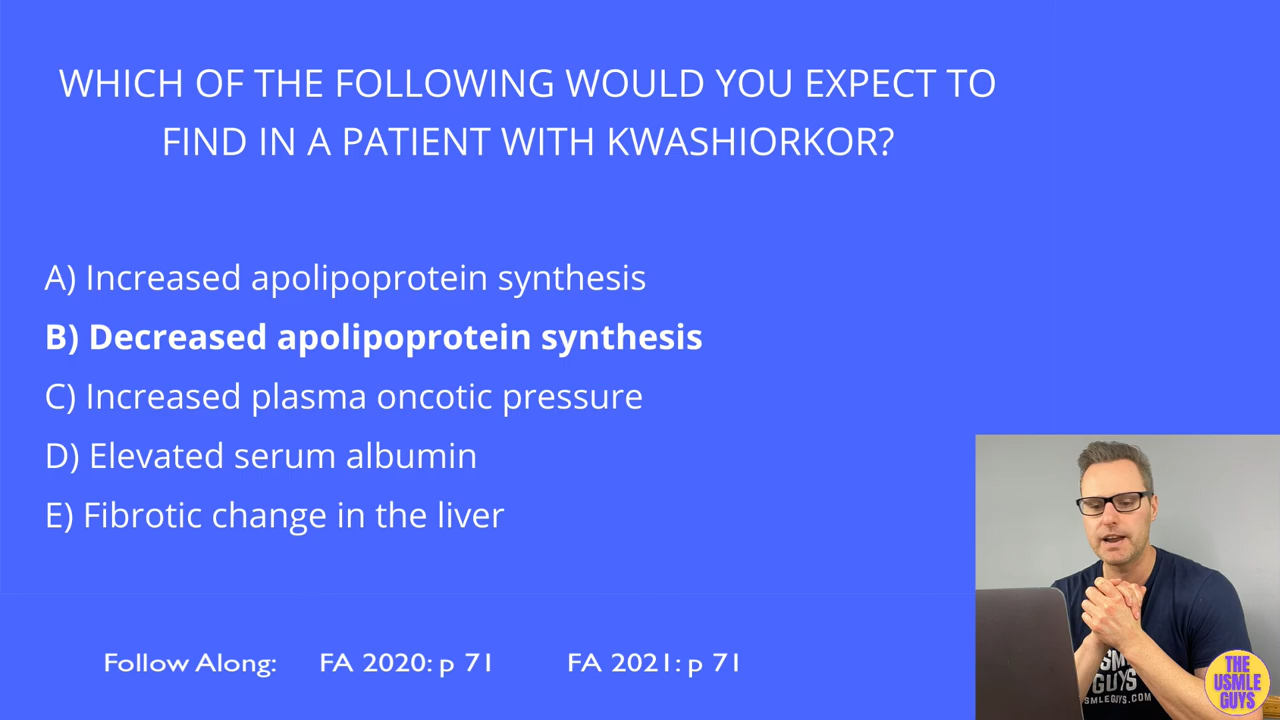 WHICH OF THE FOLLOWING WOULD YOU EXPECT TO
FIND IN A PATIENT WITH KWASHIORKOR?
A) Increased apolipoprotein synthesis
B) Decreased apolipoprotein synthesis
C) Increased plasma oncotic pressure
D) Elevated serum albumin
E) Fibrotic change in the liver
Follow Along: FA 2020: p 71 FA 2021: p 71
GUYS
THE
USMLE
GUYS